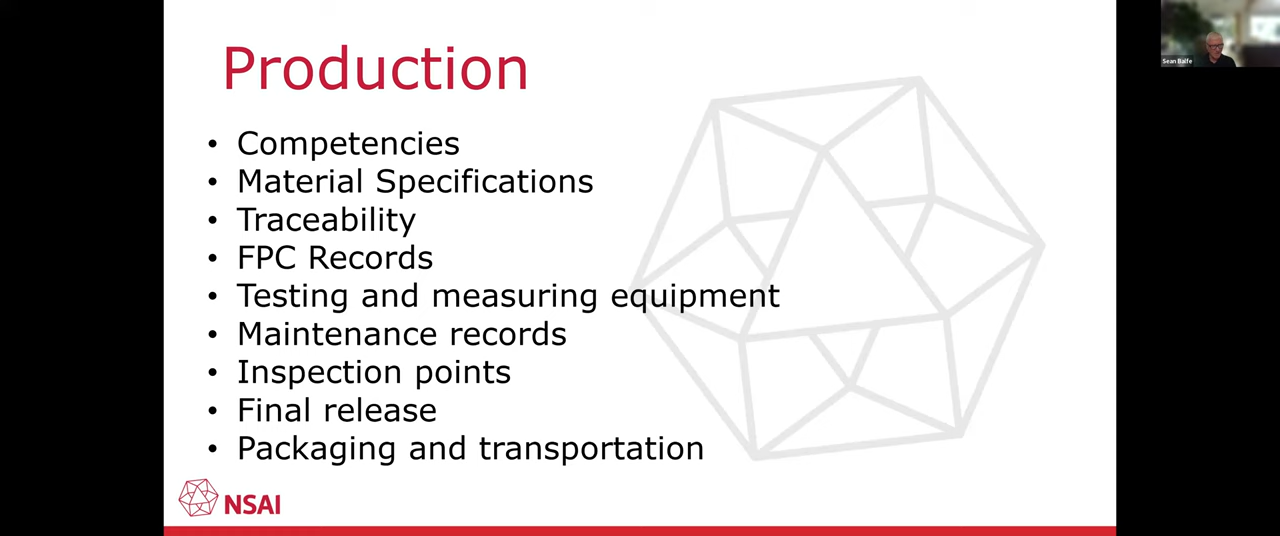 Production
• Competencies
• Material Specifications
• Traceability
• FPC Records
• Testing and measuring equipment
• Maintenance records
• Inspection points
• Final release
• Packaging and transportation
NSAI
Sean Balfe